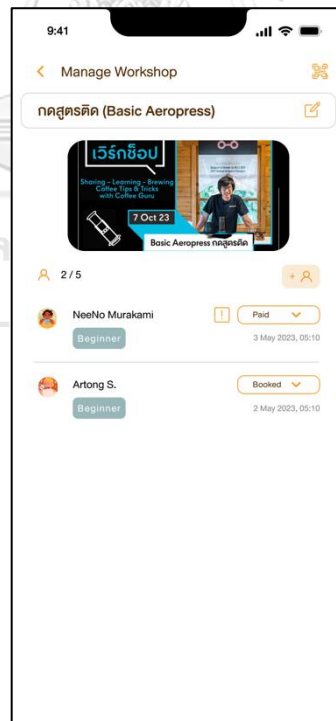 9:41
Manage Workshop
กดสูตรติด (Basic Aeropress)
เวิร์กช็อป
Sharing - Learning - Brewing
Coffee Tips & Tricks
with Coffee Guru
7 Oct 23
Basic Aeropress กดสูตรติด
2 / 5
+
NeeNo Murakami
! Paid
Beginner
3 May 2023, 05:10
Artong S.
Booked
Beginner
2 May 2023, 05:10